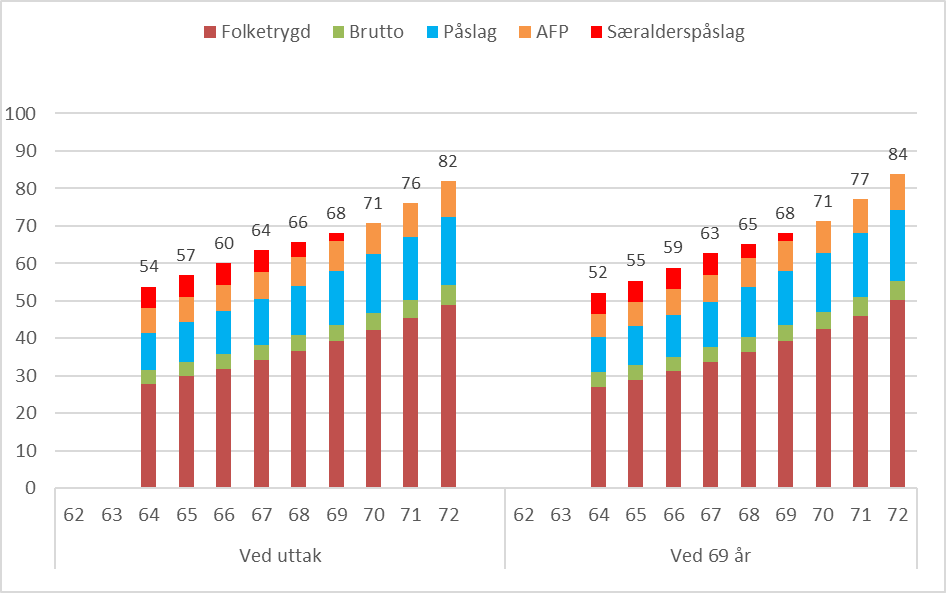 Folketrygd Brutto Påslag AFP Særalderspåslag
100
90
80
70
60
50
40
30
20
10
0
54 57 60 64 66 68 71 76 82
52 55 59 63 65 68 71 77 84
62 63 64 65 66 67 68 69 70 71 72 62 63 64 65 66 67 68 69 70 71 72
Ved uttak Ved 69 år